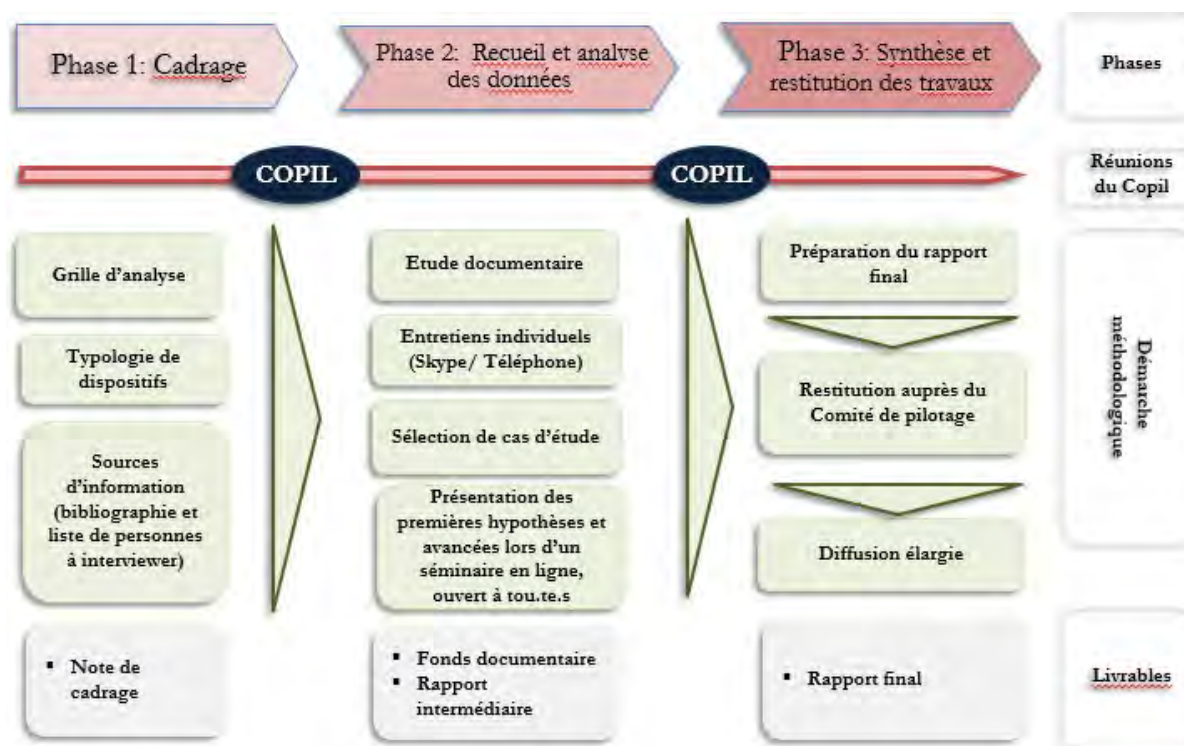 Phase 1: Cadrage
Phase 2: Recueil et analyse
des données
Phase 3: Synthèse et
restitution des travaux
Phases
COPIL
COPIL
Réunions
du Copil
Grille d'analyse
Typologie de
dispositifs
Sources
d'information
(bibliographie et
liste de personnes
à interviewer)
Etude documentaire
Entretiens individuels
(Skype/ Téléphone)
Sélection de cas d'étude
Présentation des
premières hypothèses et
avancées lors d'un
séminaire en ligne,
ouvert à tou.te.s
Préparation du rapport
final
Restitution auprès du
Comité de pilotage
Diffusion élargie
Démarche
méthodologique
▪ Note de
cadrage
▪ Fonds documentaire
▪ Rapport
intermédiaire
▪ Rapport final
Livrables